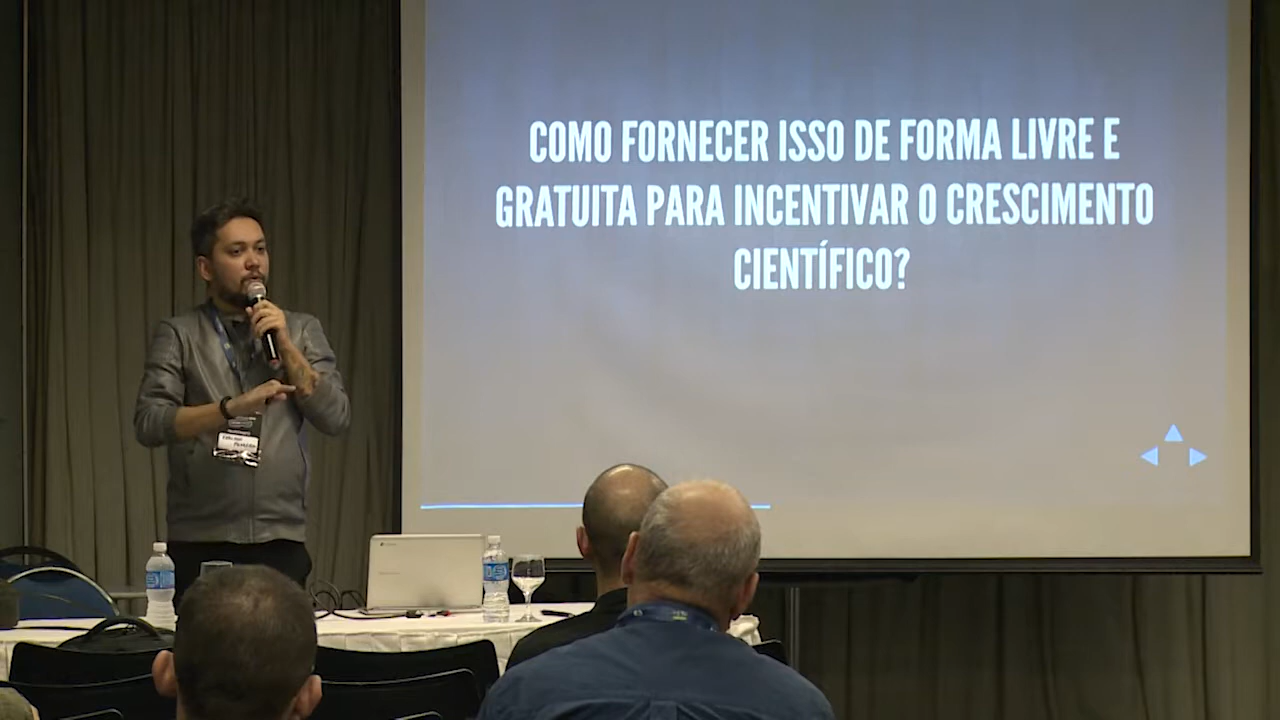 COMO FORNECER ISSO DE FORMA LIVRE E
GRATUITA PARA INCENTIVAR O CRESCIMENTO
CIENTÍFICO?